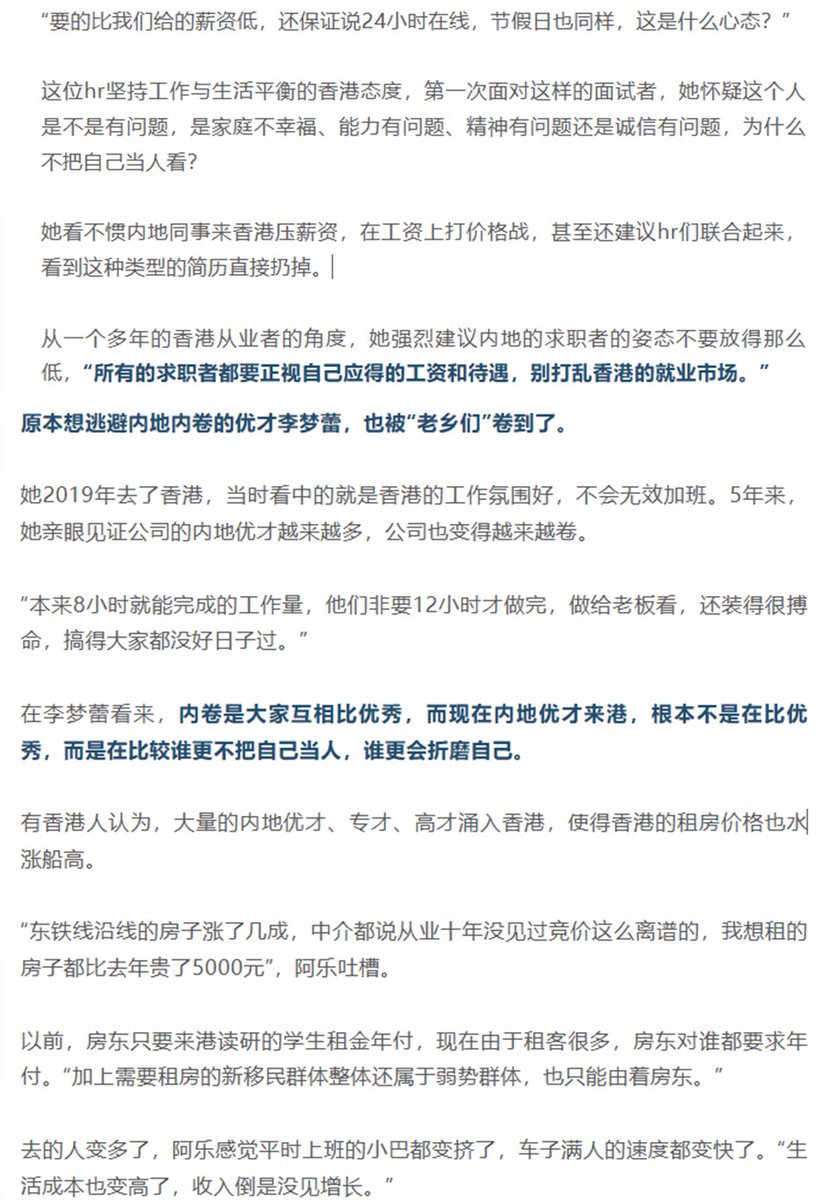 “要的比我们给的薪资低，还保证说24小时在线，节假日也同样，这是什么心态？”
这位hr坚持工作与生活平衡的香港态度，第一次面对这样的面试者，她怀疑这个人
是不是有问题，是家庭不幸福、能力有问题、精神有问题还是诚信有问题，为什么
不把自己当人看？
她看不惯内地同事来香港压薪资，在工资上打价格战，甚至还建议hr们联合起来，
看到这种类型的简历直接扔掉。
从一个多年的香港从业者的角度，她强烈建议内地的求职者的姿态不要放得那么
低，“所有的求职者都要正视自己应得的工资和待遇，别打乱香港的就业市场。”
原本想逃避内地内卷的优才李梦蕾，也被“老乡们”卷到了。
她2019年去了香港，当时看中的就是香港的工作氛围好，不会无效加班。5年来，
她亲眼见证公司的内地优才越来越多，公司也变得越来越卷。
“本来8小时就能完成的工作量，他们非要12小时才做完，做给老板看，还装得很搏
命，搞得大家都没好日子过。”
在李梦蕾看来，内卷是大家互相比优秀，而现在内地优才来港，根本不是在比优
秀，而是在比较谁更不把自己当人，谁更会折磨自己。
有香港人认为，大量的内地优才、专才、高才涌入香港，使得香港的租房价格也水
涨船高。
“东铁线沿线的房子涨了几成，中介都说从业十年没见过竞价这么离谱的，我想租的
房子都比去年贵了5000元”，阿乐吐槽。
以前，房东只要来港读研的学生租金年付，现在由于租客很多，房东对谁都要求年
付。“加上需要租房的新移民群体整体还属于弱势群体，也只能由着房东。”
去的人变多了，阿乐感觉平时上班的小巴都变挤了，车子满人的速度都变快了。“生
活成本也变高了，收入倒是没见增长。”